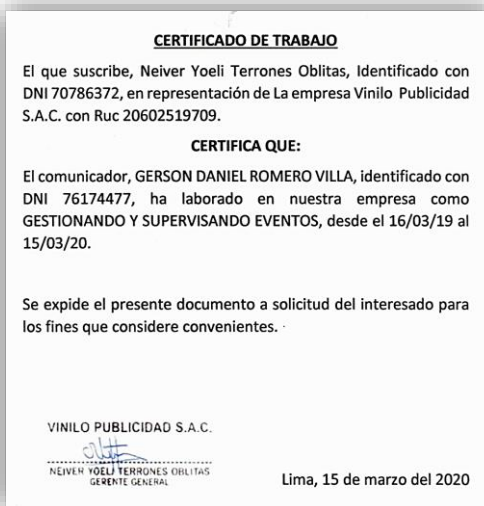 CERTIFICADO DE TRABAJO
El que suscribe, Neiver Yoeli Terrones Oblitas, Identificado con
DNI 70786372, en representación de La empresa Vinilo Publicidad
S.A.C. con Ruc 20602519709.
CERTIFICA QUE:
El comunicador, GERSON DANIEL ROMERO VILLA, identificado con
DNI 76174477, ha laborado en nuestra empresa como
GESTIONANDO Y SUPERVISANDO EVENTOS, desde el 16/03/19 al
15/03/20.
Se expide el presente documento a solicitud del interesado para
los fines que considere convenientes.
VINILO PUBLICIDAD S.A.C.
NEIVER YOELI TERRONES OBLITAS
GERENTE GENERAL
Lima, 15 de marzo del 2020